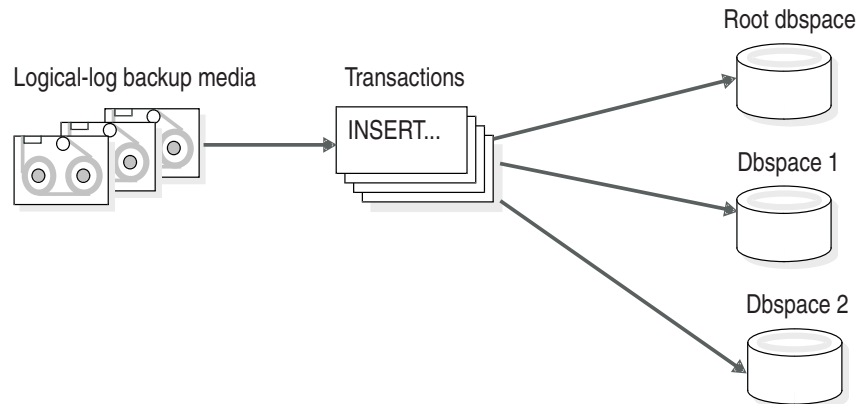 Root dbspace
Logical-log backup media
Transactions
INSERT...
Dbspace 1
Dbspace 2